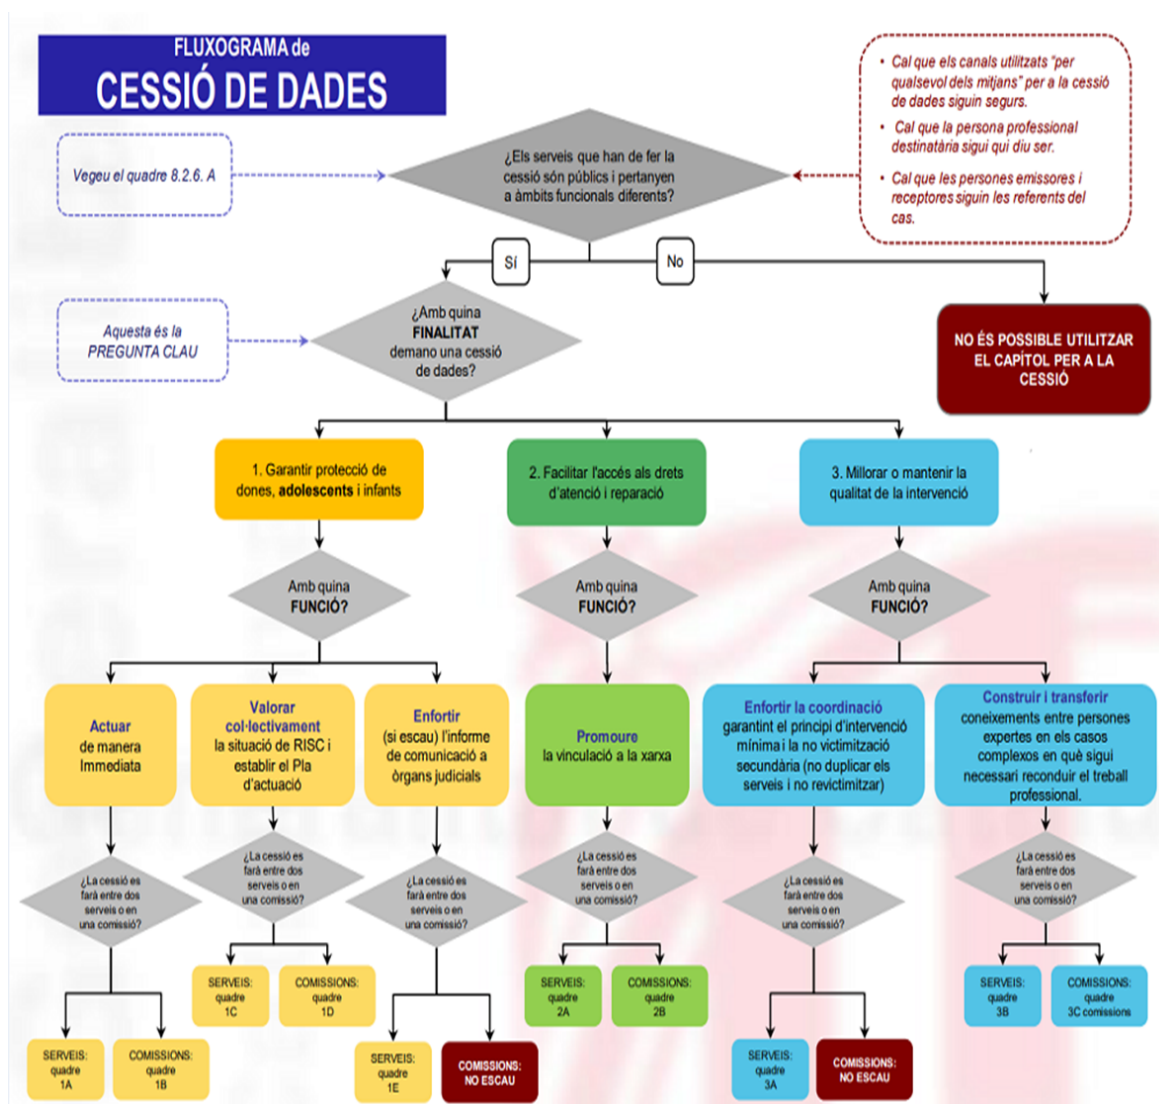 FLUXOGRAMA de
CESSIÓ DE DADES
Vegeu el quadre 8.2.6. A
¿Els serveis que han de fer la
cessió són públics i pertanyen
a àmbits funcionals diferents?
• Cal que els canals utilitzats "per
qualsevol dels mitjans" per a la cessió
de dades siguin segurs.
• Cal que la persona professional
destinatària sigui qui diu ser.
• Cal que les persones emissores i
receptores siguin les referents del
cas.
Sí
No
Aquesta és la
PREGUNTA CLAU
¿Amb quina
FINALITAT
demano una cessió
de dades?
NO ÉS POSSIBLE UTILITZAR
EL CAPÍTOL PER A LA
CESSIÓ
1. Garantir protecció de
dones, adolescents i infants
2. Facilitar l'accés als drets
d'atenció i reparació
3. Millorar o mantenir la
qualitat de la intervenció
Amb quina
FUNCIÓ?
Amb quina
FUNCIÓ?
Amb quina
FUNCIÓ?
Actuar
de manera
Immediata
Valorar
col·lectivament
la situació de RISC i
establir el Pla
d'actuació
Enfortir
(si escau) l'informe
de comunicació a
òrgans judicials
Promoure
la vinculació a la xarxa
Enfortir la coordinació
garantint el principi d'intervenció
mínima i la no victimització
secundària (no duplicar els
serveis i no revictimitzar)
Construir i transferir
coneixements entre persones
expertes en els casos
complexos en què sigui
necessari reconduir el treball
professional.
¿La cessió es
farà entre dos
serveis o en
una comissió?
¿La cessió es
farà entre dos
serveis o en
una comissió?
¿La cessió es
farà entre dos
serveis o en
una comissió?
¿La cessió es
farà entre dos
serveis o en
una comissió?
¿La cessió es
farà entre dos
serveis o en
una comissió?
¿La cessió es
farà entre dos
serveis o en
una comissió?
SERVEIS:
quadre
1A
COMISSIONS:
quadre
1B
SERVEIS:
quadre
1C
COMISSIONS:
quadre
1D
SERVEIS:
quadre
1E
COMISSIONS:
NO ESCAU
SERVEIS:
quadre
2A
COMISSIONS:
quadre
2B
SERVEIS:
quadre
3A
COMISSIONS:
NO ESCAU
SERVEIS:
quadre
3B
COMISSIONS:
quadre
3C comissions